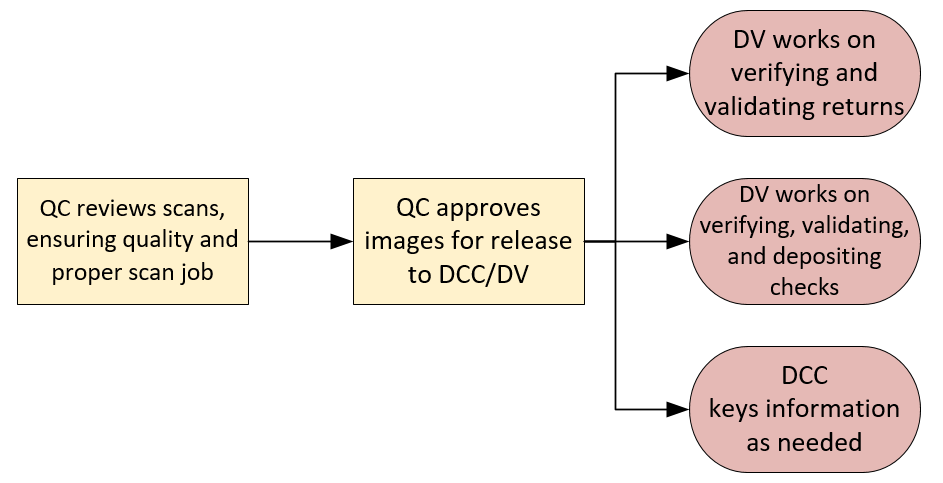 QC reviews scans,
ensuring quality and
proper scan job
QC approves
images for release
to DCC/DV
DV works on
verifying and
validating returns
DV works on
verifying, validating,
and depositing
checks
DCC
keys information
as needed